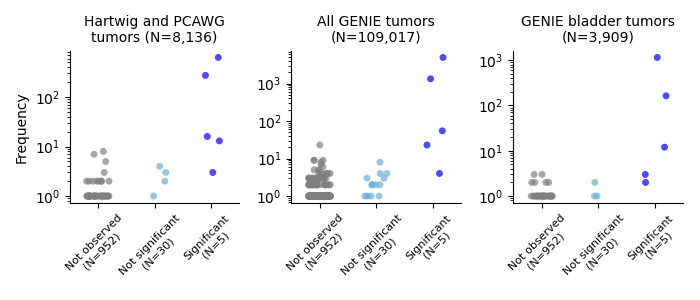 Hartwig and PCAWG
tumors (N=8,136)
All GENIE tumors
(N=109,017)
GENIE bladder tumors
(N=3,909)
Frequency
10²
10¹
10⁰
10³
10²
10¹
10⁰
10³
10²
10¹
10⁰
Not observed
(N=952)
Not significant
(N=30)
Significant
(N=5)
Not observed
(N=952)
Not significant
(N=30)
Significant
(N=5)
Not observed
(N=952)
Not significant
(N=30)
Significant
(N=5)